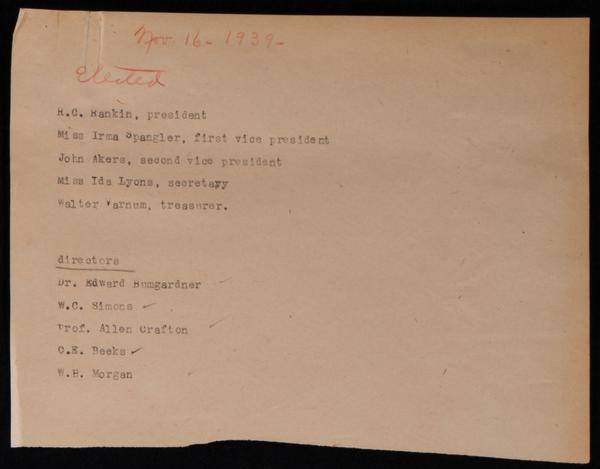 Nov. 16 - 1939 -
Elected
R.C. Rankin, president
Miss Irma Spangler, first vice president
John Akers, second vice president
Miss Ida Lyons, secretary
Walter Varnum, treasurer.
directors
Dr. Edward Bumgardner
W.C. Simons ✓
Prof. Allen Crafton
C.E. Beeks ✓
W.H. Morgan